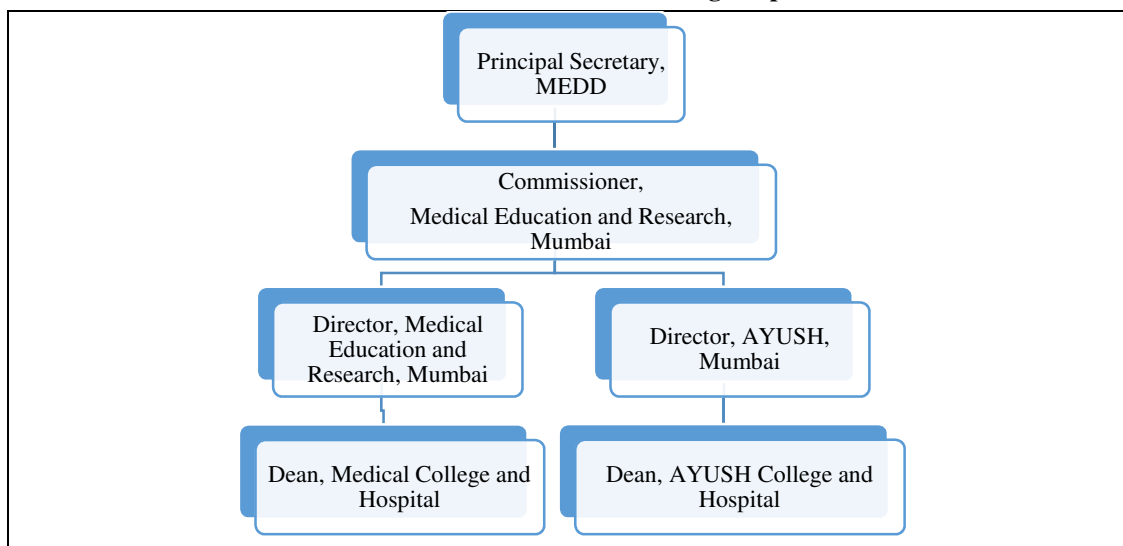 Principal Secretary,
MEDD
Commissioner,
Medical Education and Research,
Mumbai
Director, Medical
Education and
Research, Mumbai
Director, AYUSH,
Mumbai
Dean, Medical College and
Hospital
Dean, AYUSH College and
Hospital